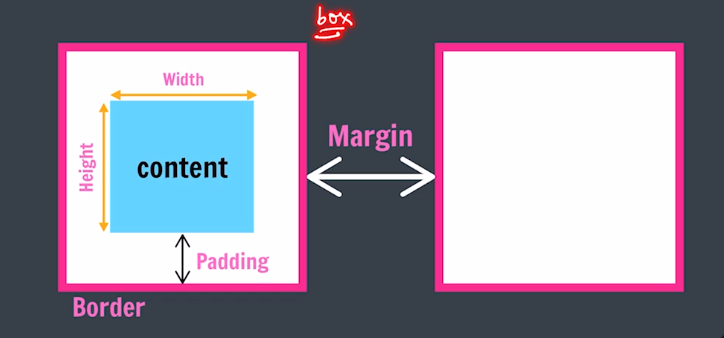 box
Width
Height
content
Margin
Padding
Border